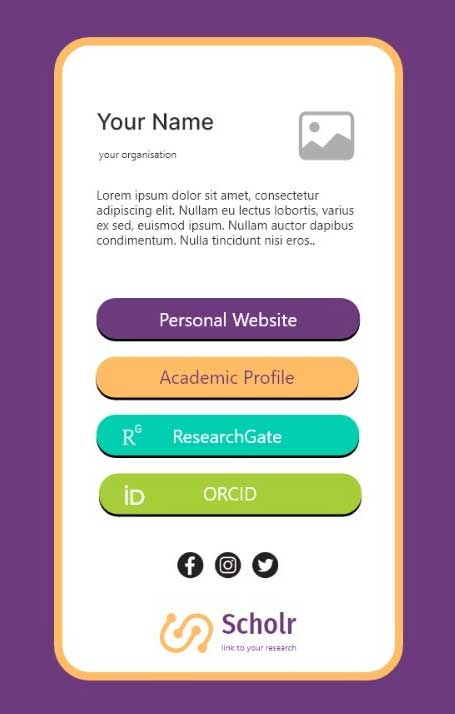 Your Name
your organisation
Lorem ipsum dolor sit amet, consectetur
adipiscing elit. Nullam eu lectus lobortis, varius
ex sed, euismod ipsum. Nullam auctor dapibus
condimentum. Nulla tincidunt nisi eros..
Personal Website
Academic Profile
RG ResearchGate
iD ORCID
Scholr
link to your research